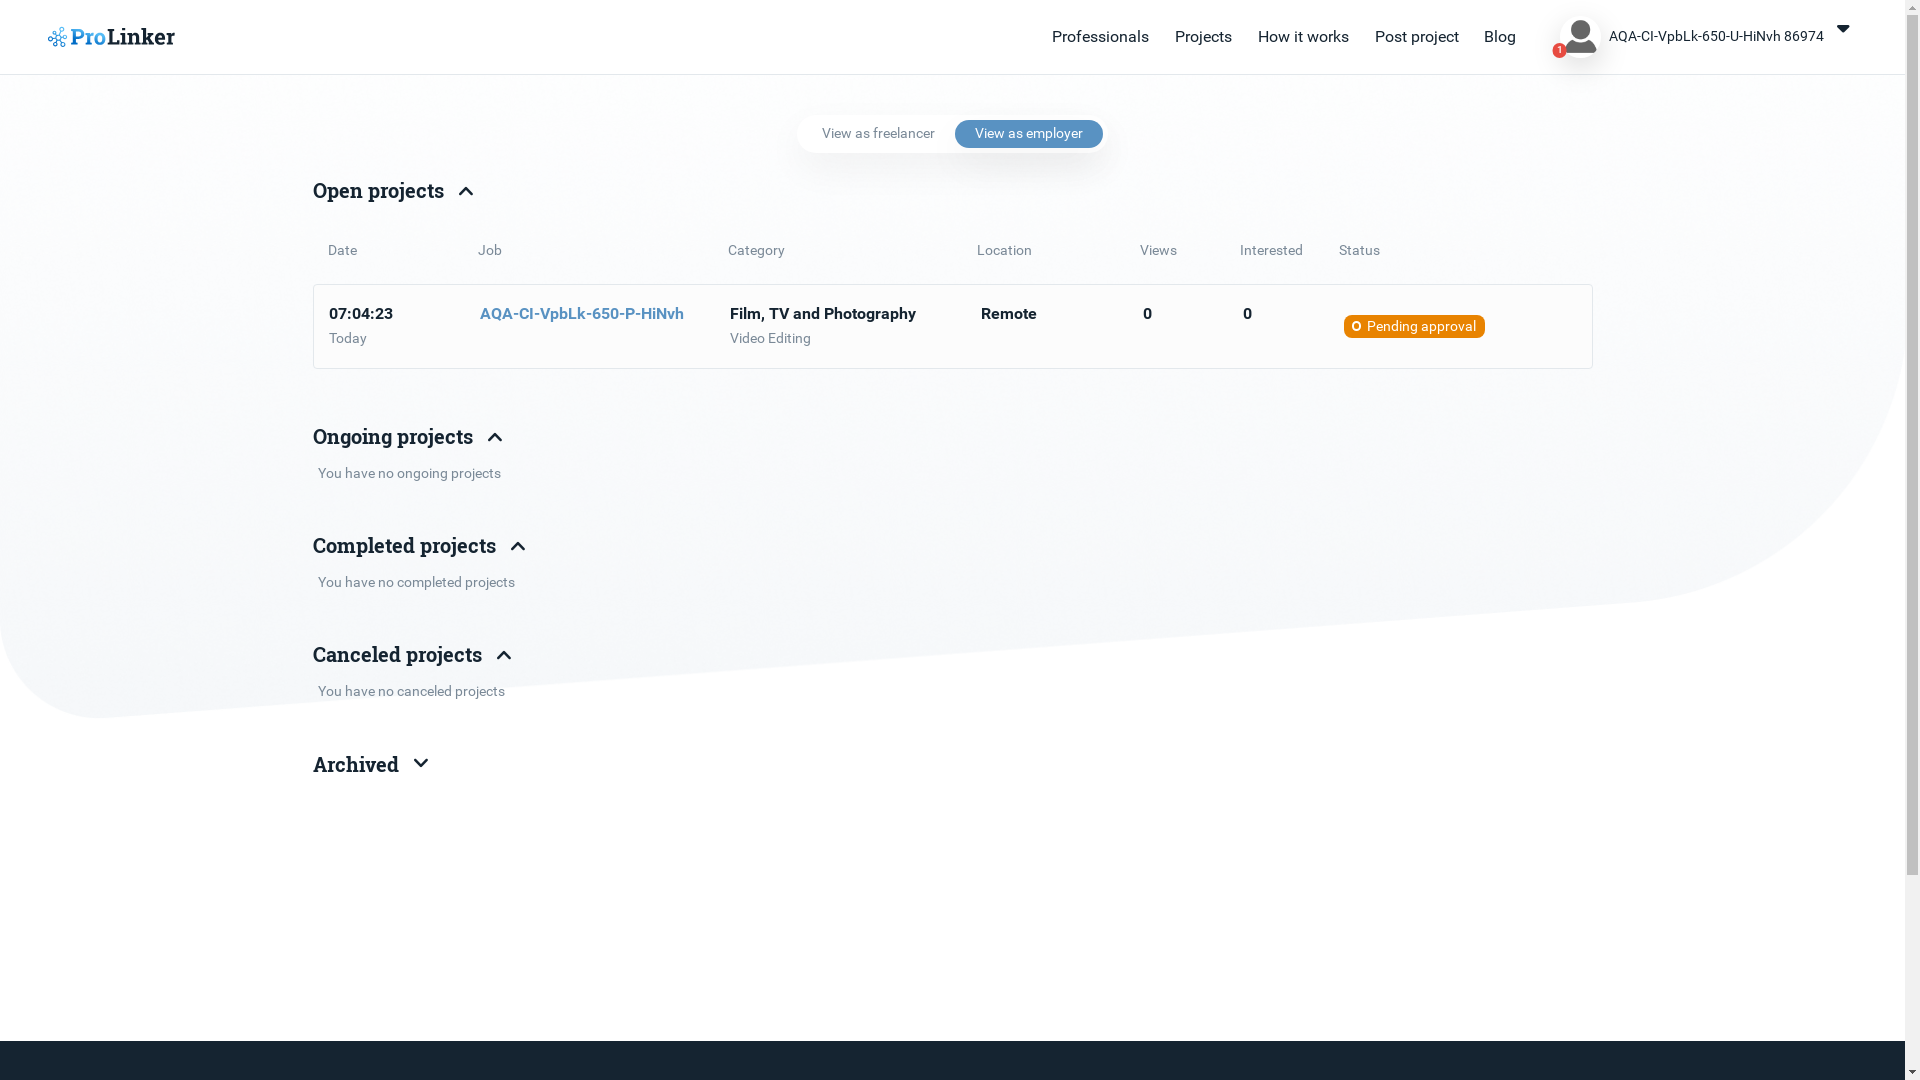 ProLinker
Professionals
Projects
How it works
Post project
Blog
1
AQA-CI-VpbLk-650-U-HiNvh 86974
View as freelancer
View as employer
Open projects
Date
Job
Category
Location
Views
Interested
Status
07:04:23
Today
AQA-CI-VpbLk-650-P-HiNvh
Film, TV and Photography
Video Editing
Remote
0
0
Pending approval
Ongoing projects
You have no ongoing projects
Completed projects
You have no completed projects
Canceled projects
You have no canceled projects
Archived